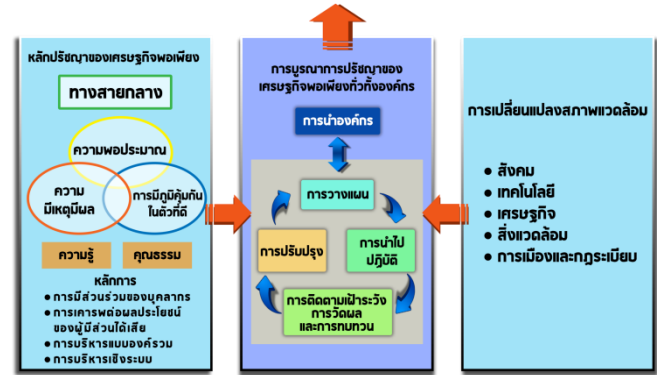 หลักปรัชญาของเศรษฐกิจพอเพียง
ทางสายกลาง
ความพอประมาณ
ความ
มีเหตุมีผล
การมีภูมิคุ้มกัน
ในตัวที่ดี
ความรู้
คุณธรรม
หลักการ
● การมีส่วนร่วมของบุคลากร
● การเคารพต่อผลประโยชน์
ของผู้มีส่วนได้เสีย
● การบริหารแบบองค์รวม
● การบริหารเชิงระบบ
การบูรณาการปรัชญาของ
เศรษฐกิจพอเพียงทั่วทั้งองค์กร
การนำองค์กร
การวางแผน
การปรับปรุง
การนำไป
ปฏิบัติ
การติดตามเฝ้าระวัง
การวัดผล
และการทบทวน
การเปลี่ยนแปลงสภาพแวดล้อม
● สังคม
● เทคโนโลยี
● เศรษฐกิจ
● สิ่งแวดล้อม
● การเมืองและกฎระเบียบ